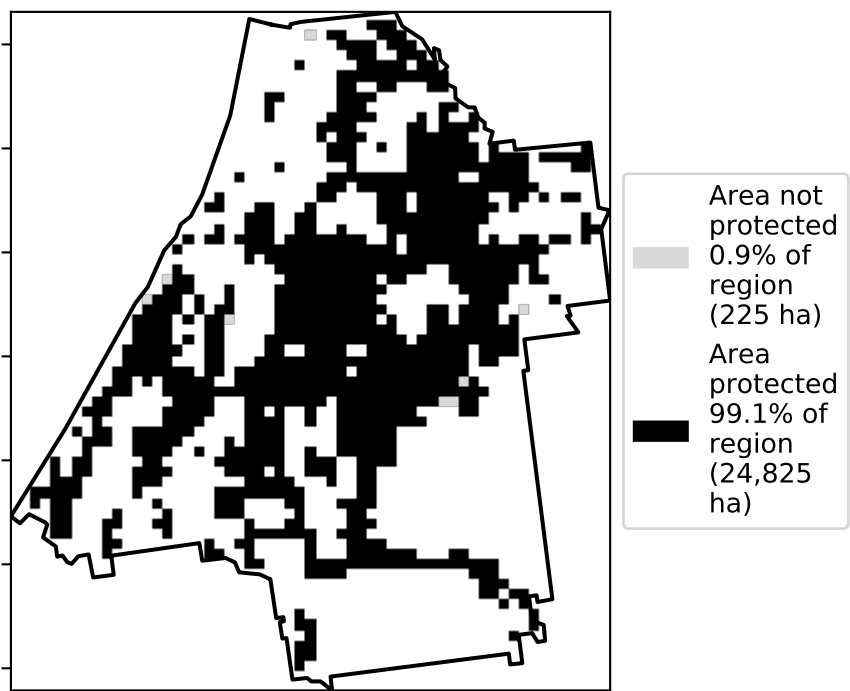 Area not
protected
0.9% of
region
(225 ha)
Area
protected
99.1% of
region
(24,825
ha)